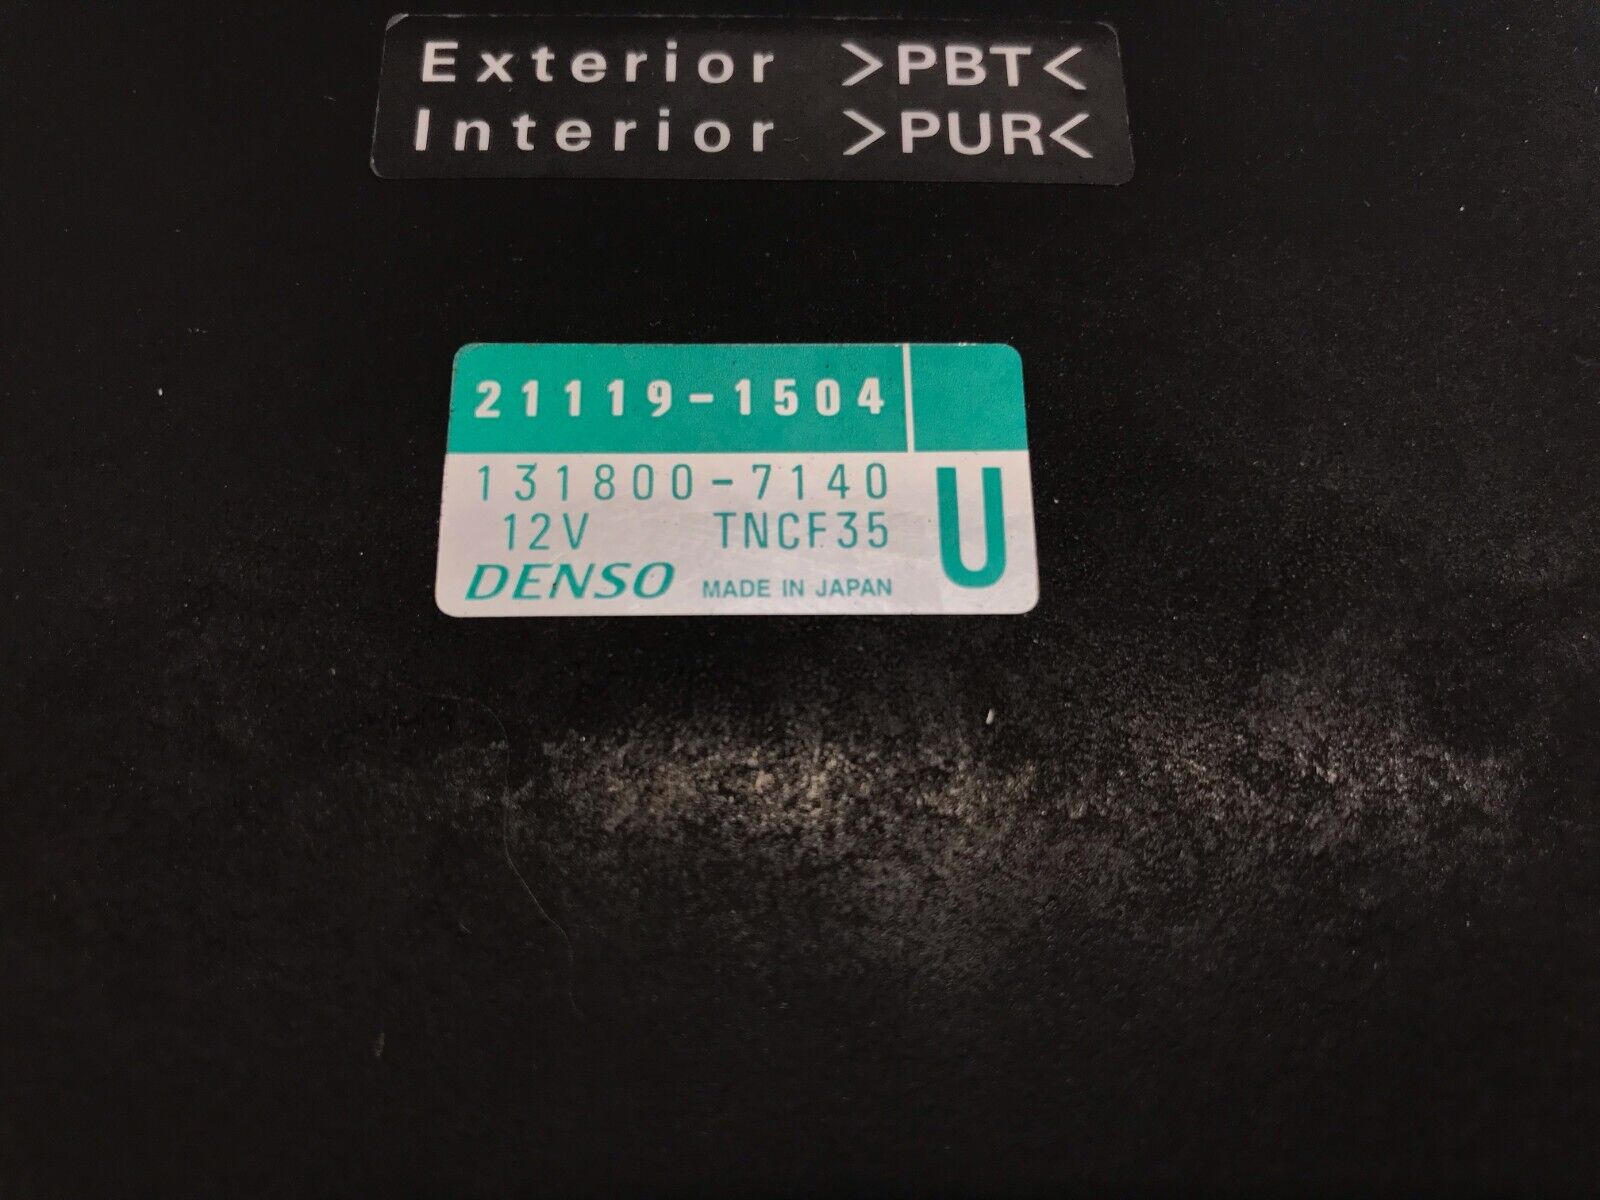 Exterior >PBT<
Interior >PUR<
21119-1504
131800-7140
12V TNCF35 U
DENSO MADE IN JAPAN